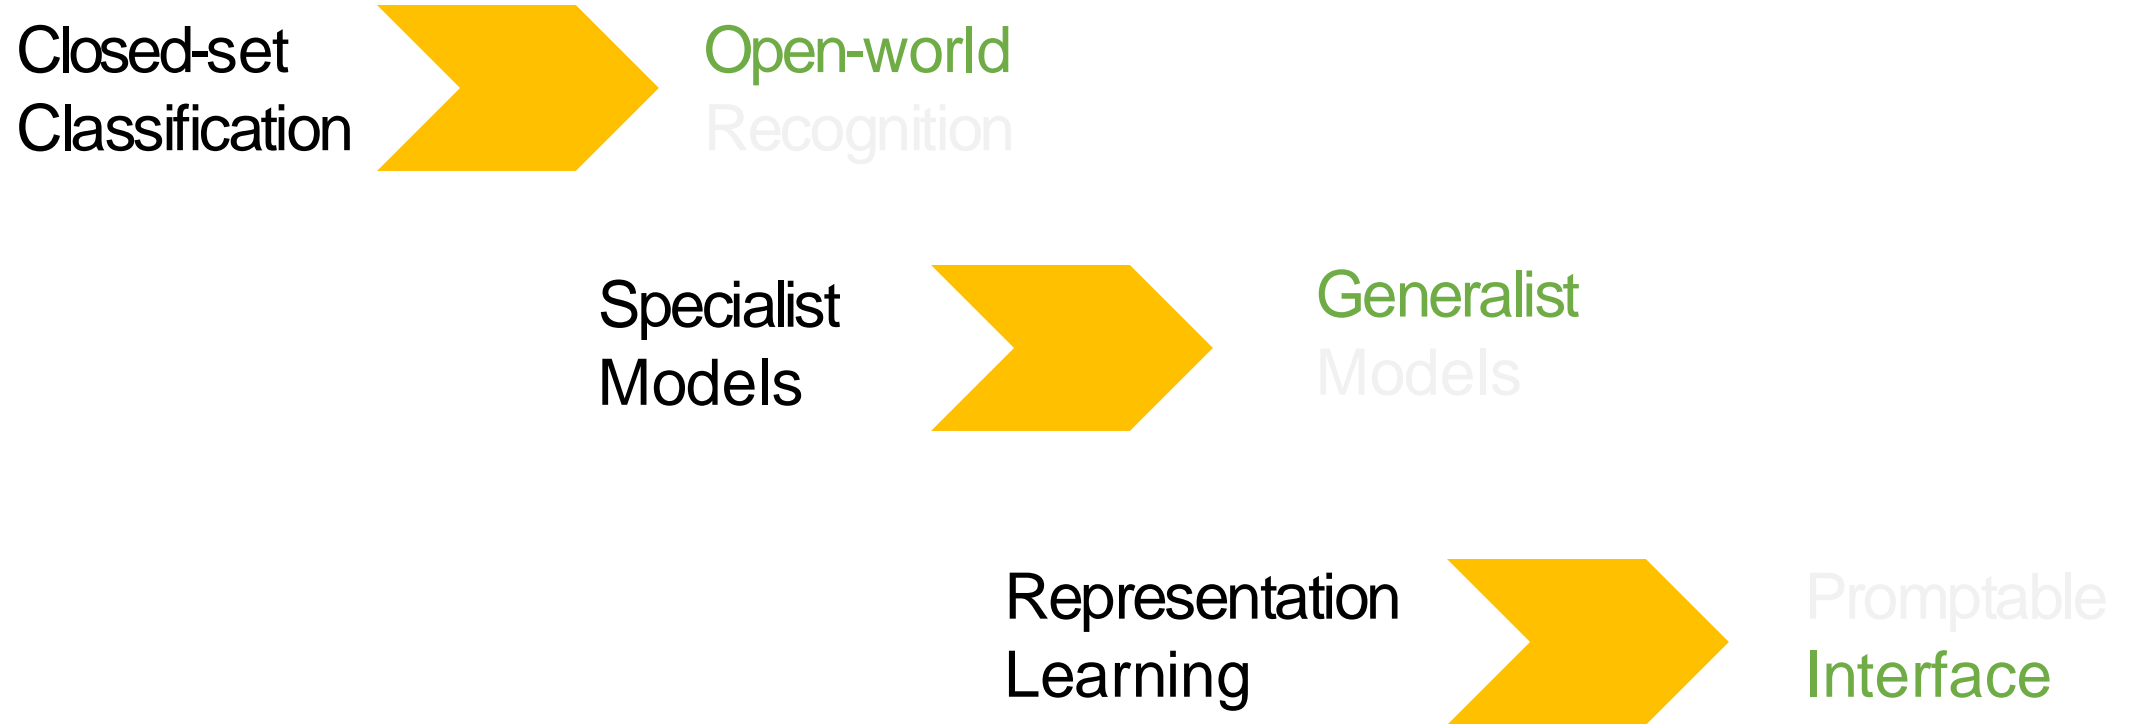 Closed-set
Classification
Open-world
Recognition
Specialist
Models
Generalist
Models
Representation
Learning
Promptable
Interface